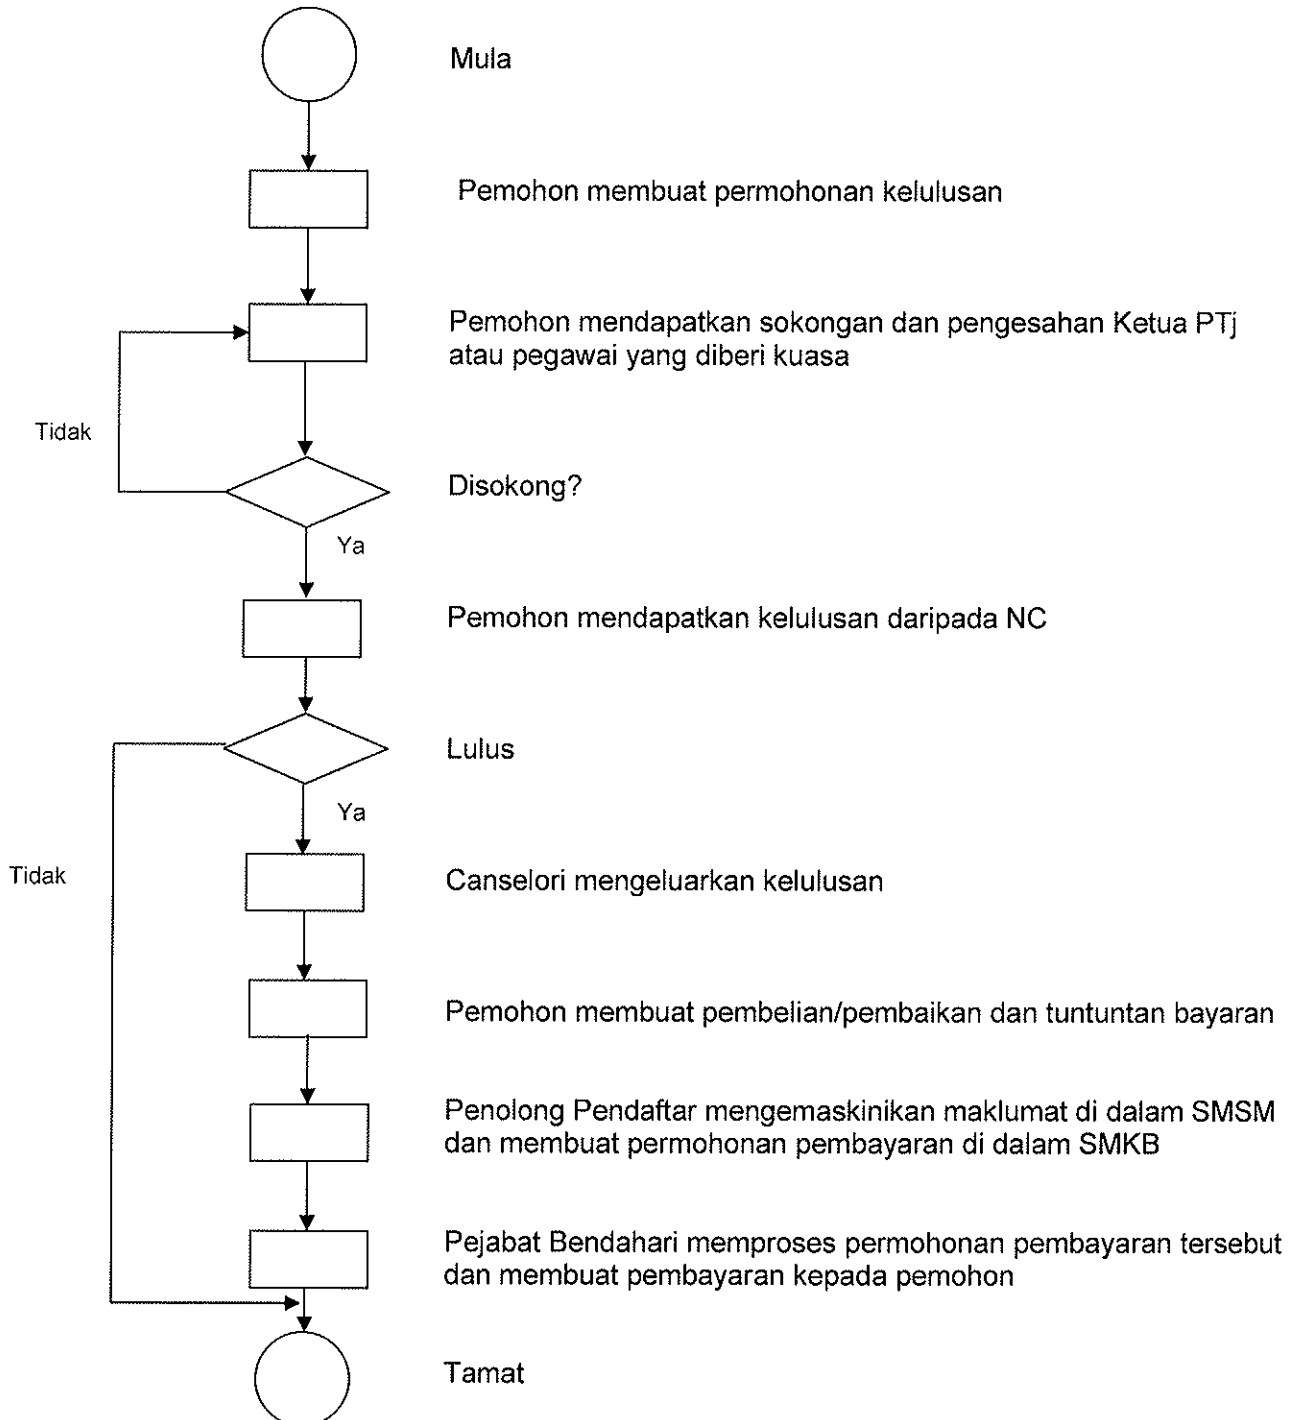 Mula
Pemohon membuat permohonan kelulusan
Pemohon mendapatkan sokongan dan pengesahan Ketua PTj
atau pegawai yang diberi kuasa
Tidak
Disokong?
Ya
Pemohon mendapatkan kelulusan daripada NC
Lulus
Ya
Tidak
Canselori mengeluarkan kelulusan
Pemohon membuat pembelian/pembaikan dan tuntutan bayaran
Penolong Pendaftar mengemaskinikan maklumat di dalam SMSM
dan membuat permohonan pembayaran di dalam SMKB
Pejabat Bendahari memproses permohonan pembayaran tersebut
dan membuat pembayaran kepada pemohon
Tamat